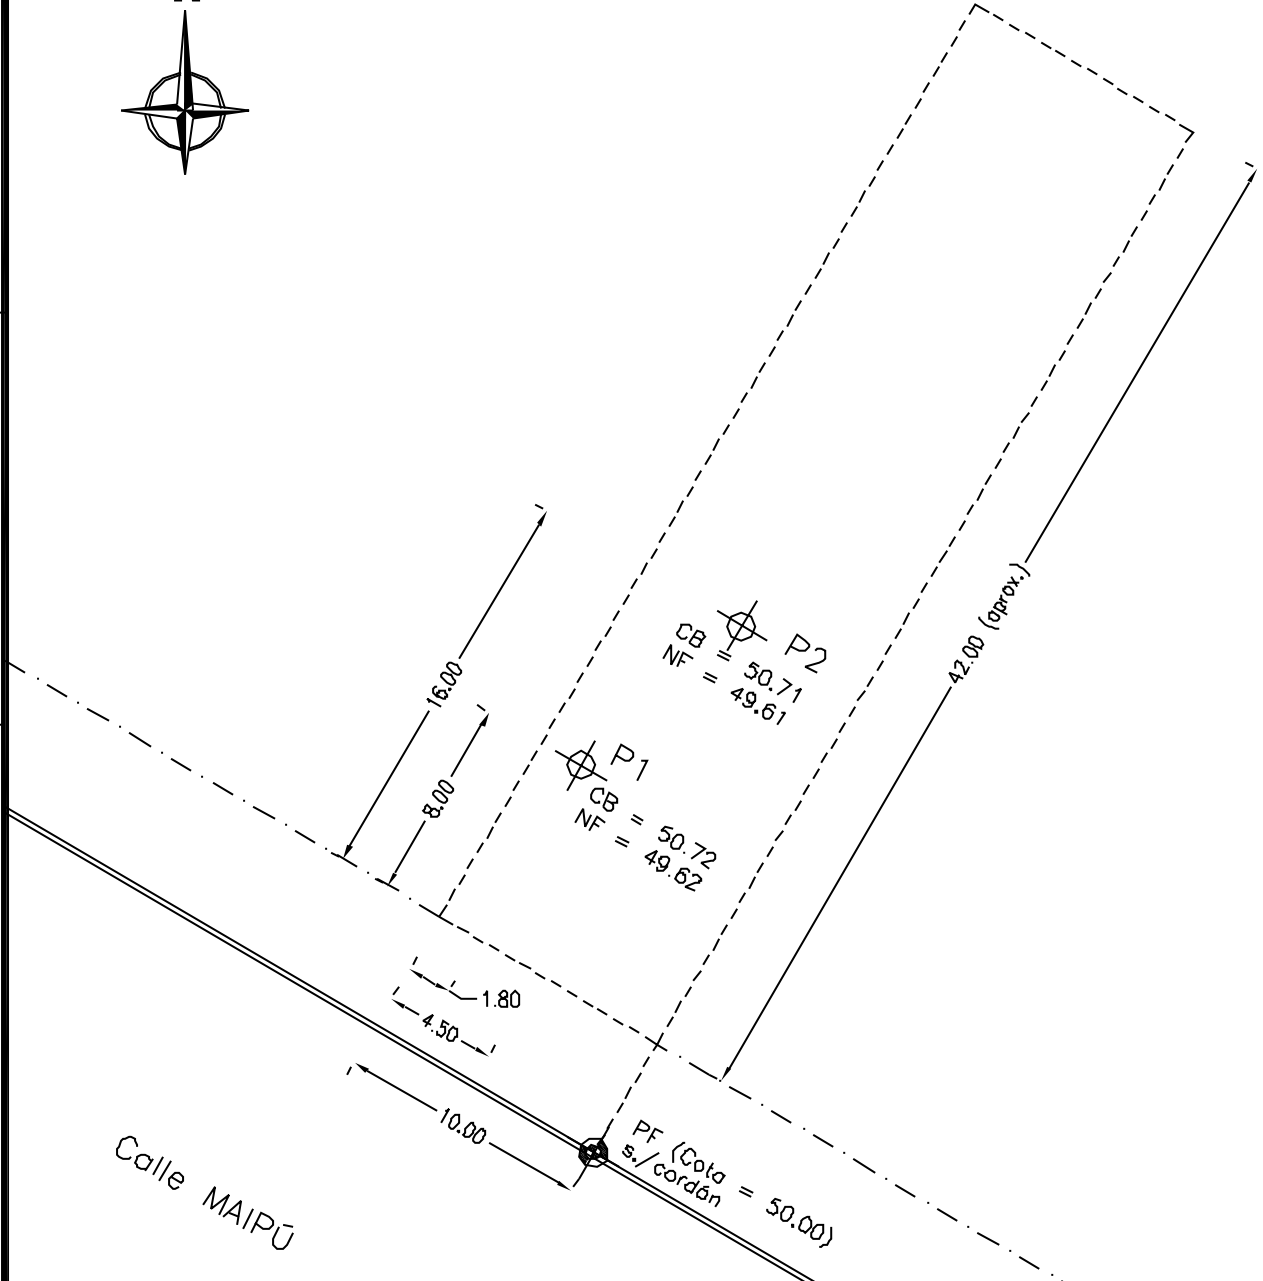 P2
CB = 50.71
NF = 49.61
42.00 (aprox.)
16.00
8.00
P1
CB = 50.72
NF = 49.62
1.80
4.50
10.00
PF (Cota = 50.00)
s./cordón
Calle MAIPÚ